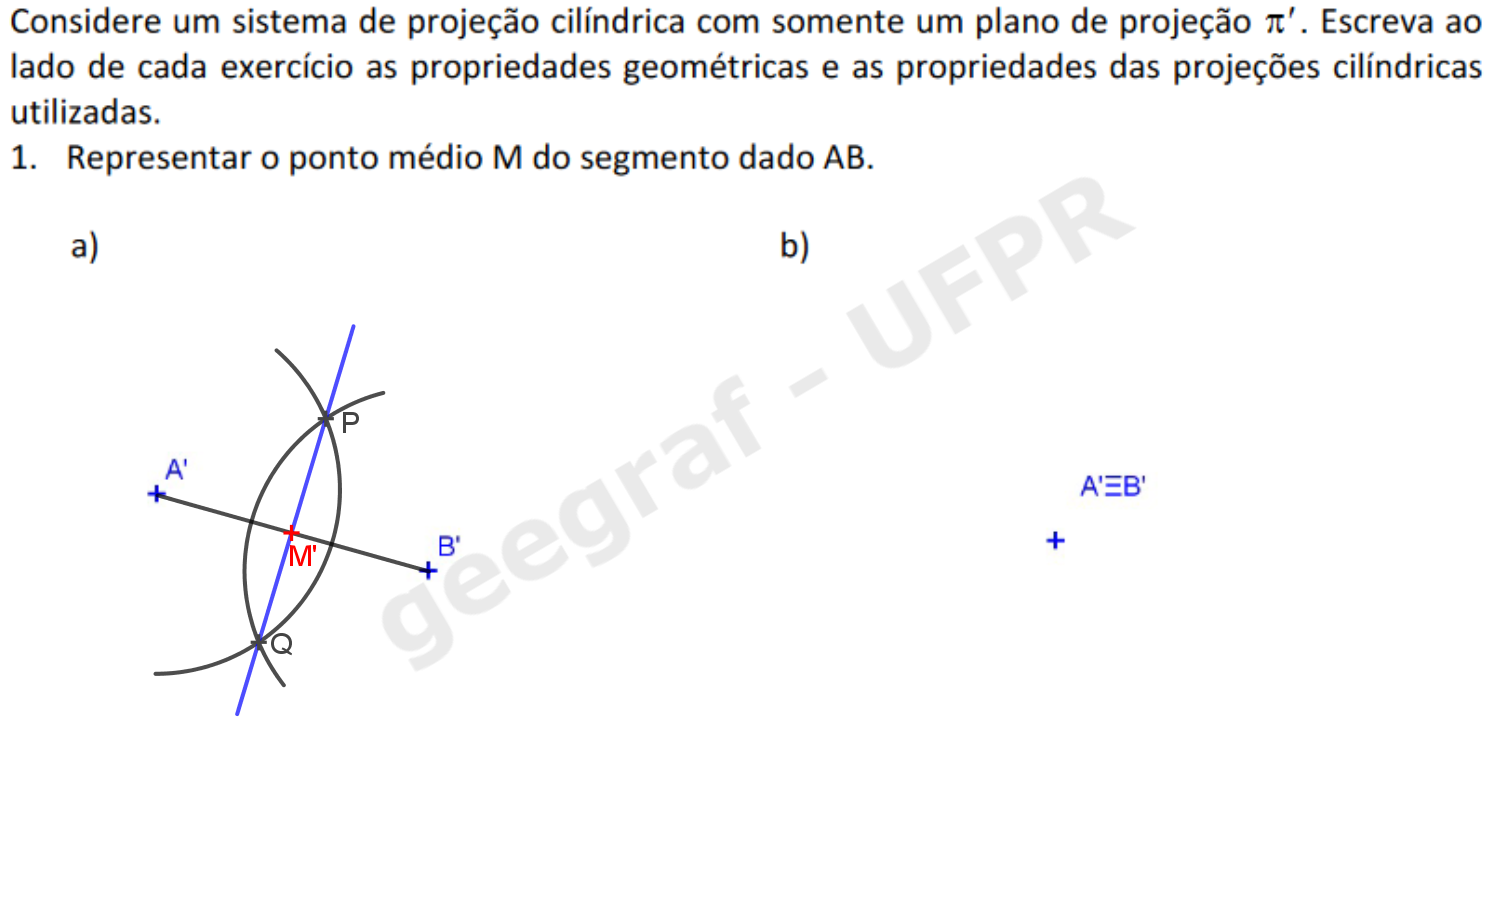 Considere um sistema de projeção cilíndrica com somente um plano de projeção π′. Escreva ao
lado de cada exercício as propriedades geométricas e as propriedades das projeções cilíndricas
utilizadas.
1. Representar o ponto médio M do segmento dado AB.
a)
b)
geegraf - UFPR
P
A'
A'≡B'
B'
M'
Q